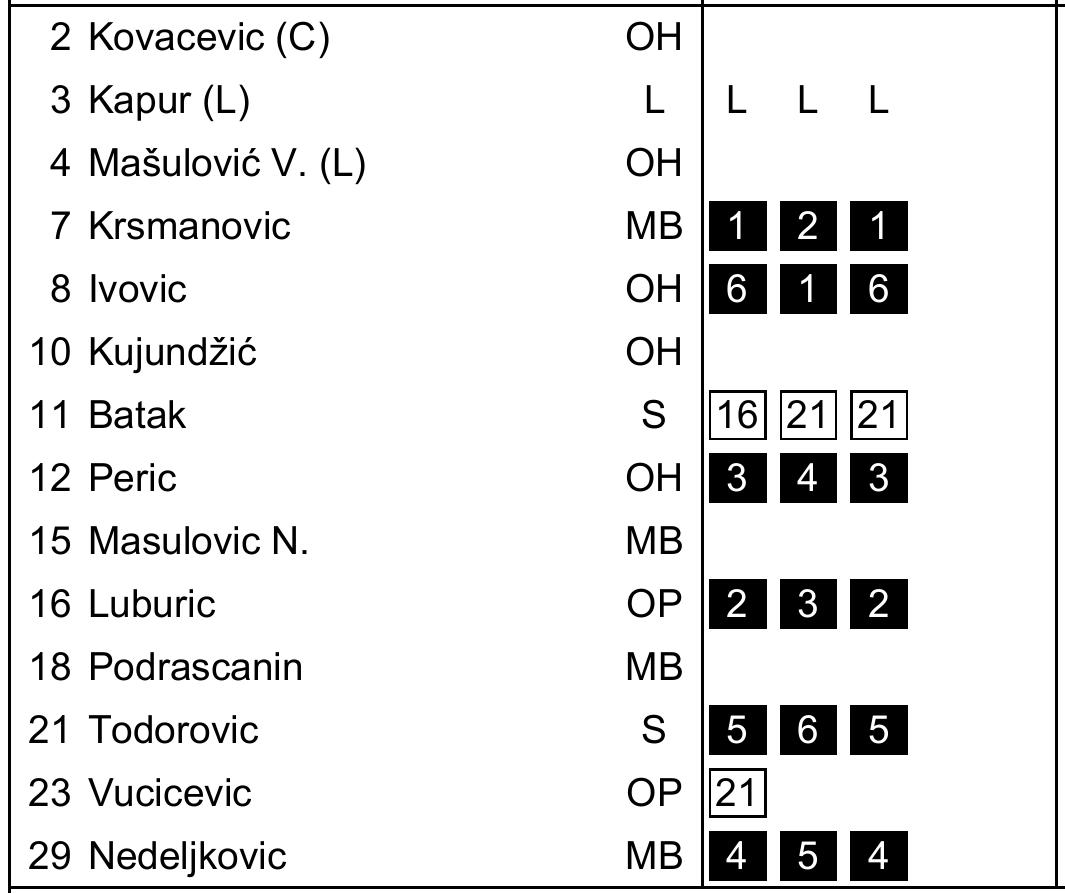 2 Kovacevic (C) OH
3 Kapur (L) L L L L
4 Mašulović V. (L) OH
7 Krsmanovic MB 1 2 1
8 Ivovic OH 6 1 6
10 Kujundžić OH
11 Batak S 16 21 21
12 Peric OH 3 4 3
15 Masulovic N. MB
16 Luburic OP 2 3 2
18 Podrascanin MB
21 Todorovic S 5 6 5
23 Vucicevic OP 21
29 Nedeljkovic MB 4 5 4